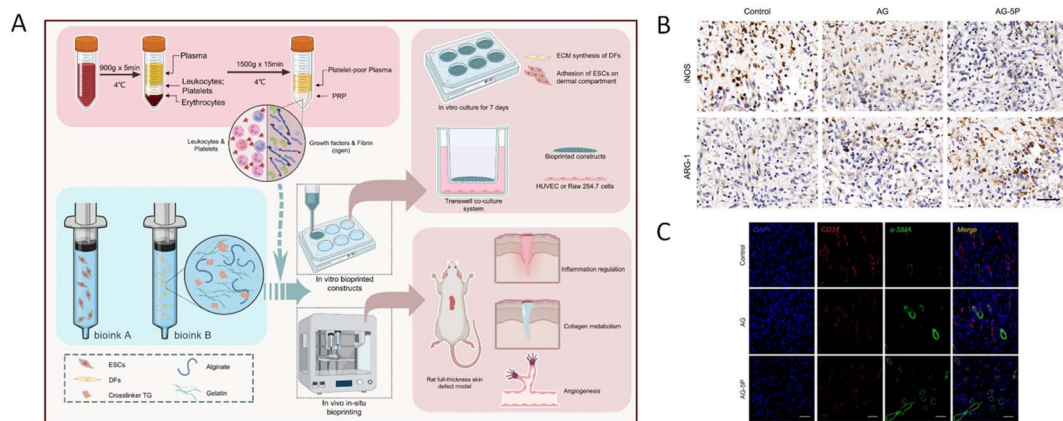 A
900g x 5min
4℃
Plasma
Leukocytes;
Platelets
Erythrocytes
1500g x 15min
4℃
Platelet-poor Plasma
PRP
Leukocytes &
Platelets
Growth factors & Fibrin
(ogen)
In vitro culture for 7 days
ECM synthesis of DFs
Adhesion of ESCs on
dermal compartment
Bioprinted constructs
HUVEC or Raw 264.7 cells
Transwell co-culture
system
bioink A
bioink B
In vitro bioprinted
constructs
ESCs
DFs
Crosslinker TG
Alginate
Gelatin
In vivo in-situ
bioprinting
Rat full-thickness skin
defect model
Inflammation regulation
Collagen metabolism
Angiogenesis
B
Control
AG
AG-5P
iNOS
ARG-1
C
DAPI
CD31
α-SMA
Merge
Control
AG
AG-5P